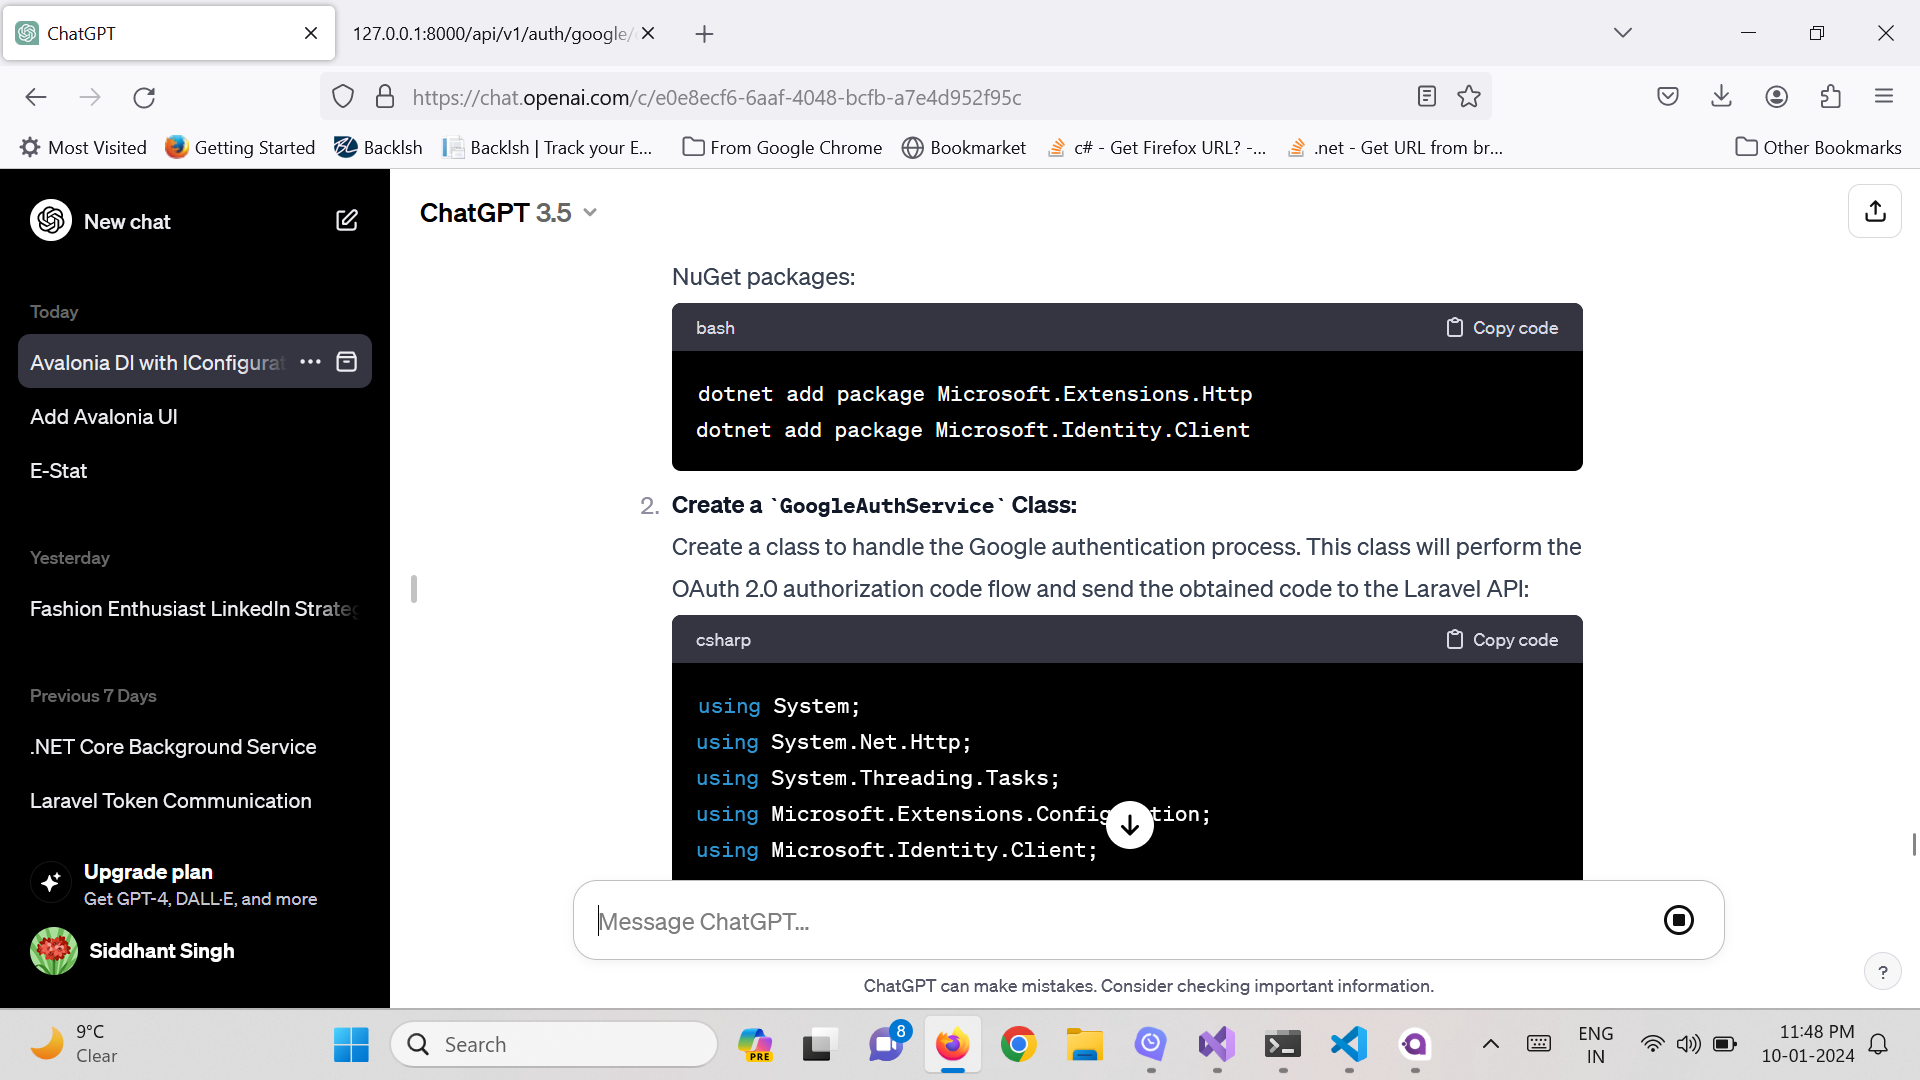 ChatGPT
127.0.0.1:8000/api/v1/auth/google/
https://chat.openai.com/c/e0e8ecf6-6aaf-4048-bcfb-a7e4d952f95c
Most Visited
Getting Started
Backlsh
Backlsh | Track your E...
From Google Chrome
Bookmarket
c# - Get Firefox URL? -...
.net - Get URL from br...
Other Bookmarks
New chat
Today
Avalonia DI with IConfigurat
Add Avalonia UI
E-Stat
Yesterday
Fashion Enthusiast LinkedIn Strateg
Previous 7 Days
.NET Core Background Service
Laravel Token Communication
Upgrade plan
Get GPT-4, DALL·E, and more
Siddhant Singh
ChatGPT 3.5
NuGet packages:
bash
Copy code
dotnet add package Microsoft.Extensions.Http
dotnet add package Microsoft.Identity.Client
2. Create a `GoogleAuthService` Class:
Create a class to handle the Google authentication process. This class will perform the
OAuth 2.0 authorization code flow and send the obtained code to the Laravel API:
csharp
Copy code
using System;
using System.Net.Http;
using System.Threading.Tasks;
using Microsoft.Extensions.Config tion;
using Microsoft.Identity.Client;
Message ChatGPT...
ChatGPT can make mistakes. Consider checking important information.
?
9°C
Clear
Search
PRE
8
ENG
IN
11:48 PM
10-01-2024